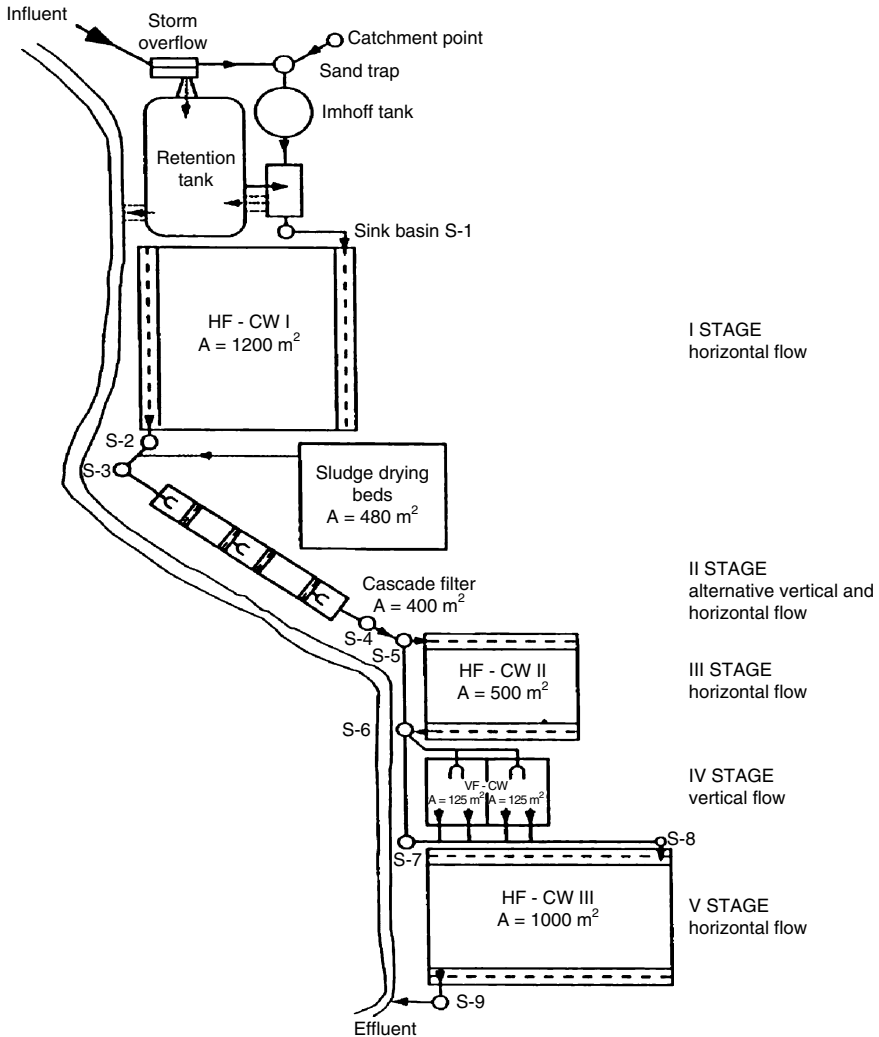 Influent
Storm
overflow
Catchment point
Sand trap
Imhoff tank
Retention
tank
Sink basin S-1
HF - CW I
A = 1200 m²
I STAGE
horizontal flow
S-2
S-3
Sludge drying
beds
A = 480 m²
Cascade filter
A = 400 m²
II STAGE
alternative vertical and
horizontal flow
S-4
S-5
HF - CW II
A = 500 m²
III STAGE
horizontal flow
S-6
VF - CW
A = 125 m² A = 125 m²
IV STAGE
vertical flow
S-7
S-8
HF - CW III
A = 1000 m²
V STAGE
horizontal flow
S-9
Effluent